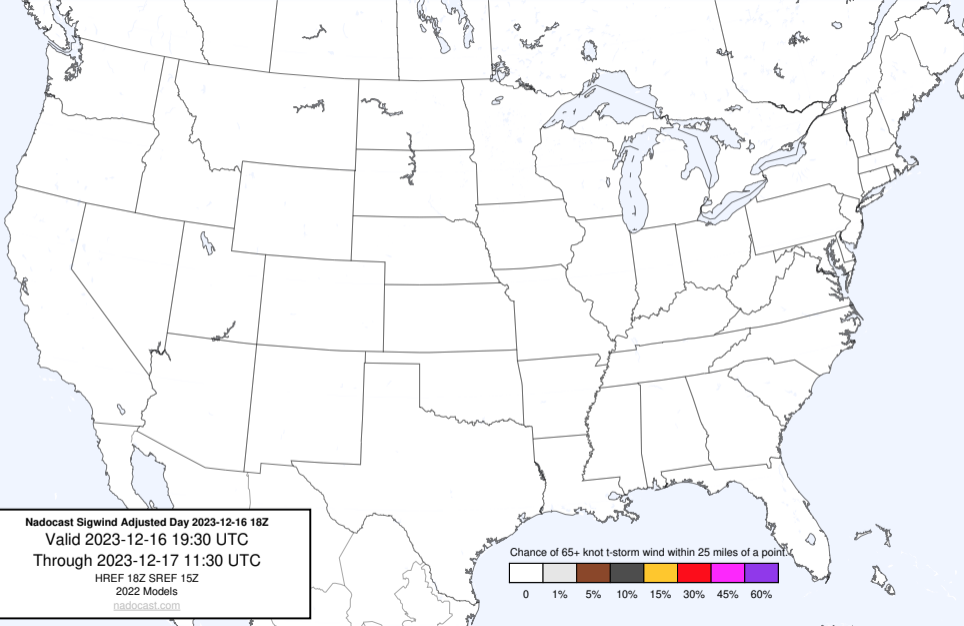 Nadocast Sigwind Adjusted Day 2023-12-16 18Z
Valid 2023-12-16 19:30 UTC
Through 2023-12-17 11:30 UTC
HREF 18Z SREF 15Z
2022 Models
nadocast.com
Chance of 65+ knot t-storm wind within 25 miles of a point.
0 1% 5% 10% 15% 30% 45% 60%